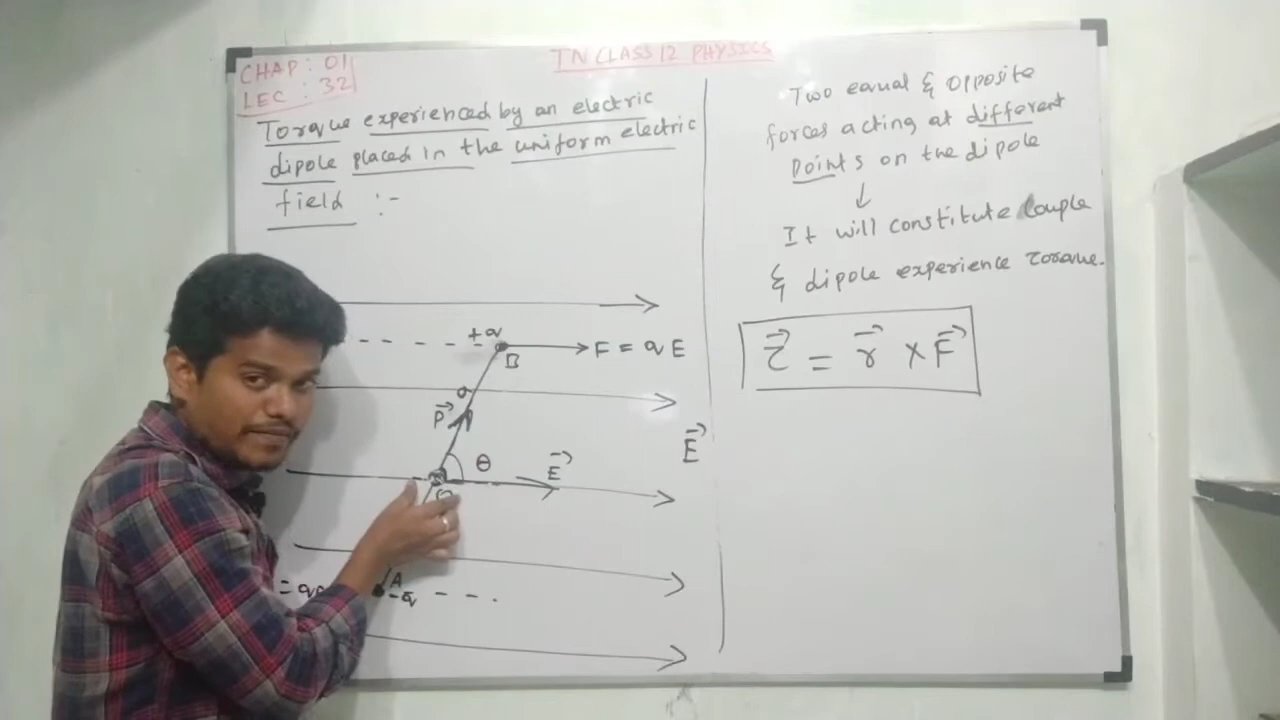 CHAP : 01
LEC : 32
TN CLASS 12 PHYSICS
Torque experienced by an electric
dipole placed in the uniform electric
field :-
+q
B
F = qE
a
P⃗
θ
E⃗
E⃗
A
-q
Two equal & opposite
forces acting at different
points on the dipole
↓
It will constitute Couple
& dipole experience torque.
τ⃗ = r⃗ × F⃗